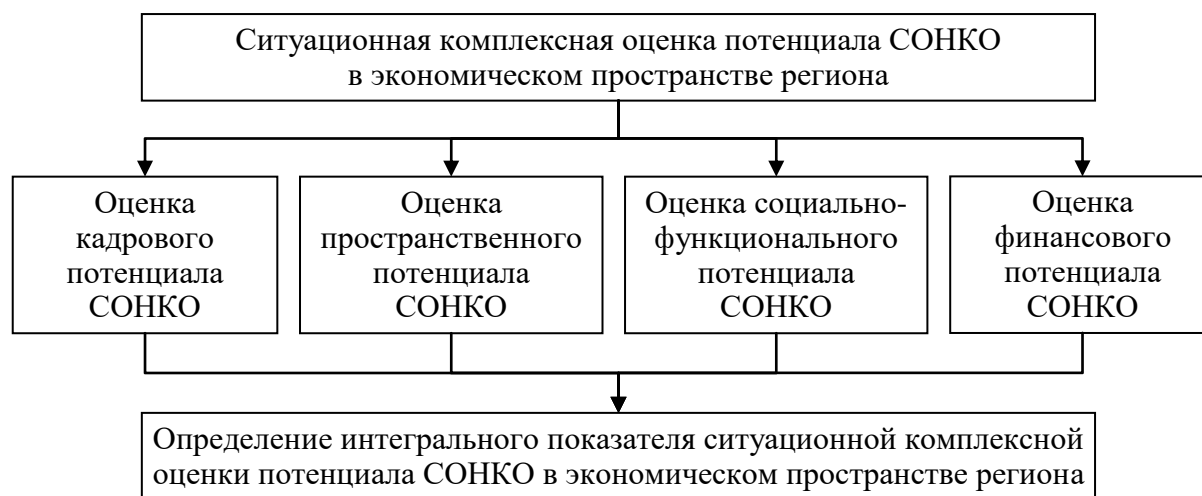 Ситуационная комплексная оценка потенциала СОНКО
в экономическом пространстве региона
Оценка
кадрового
потенциала
СОНКО
Оценка
пространственного
потенциала
СОНКО
Оценка социально-
функционального
потенциала
СОНКО
Оценка
финансового
потенциала
СОНКО
Определение интегрального показателя ситуационной комплексной
оценки потенциала СОНКО в экономическом пространстве региона